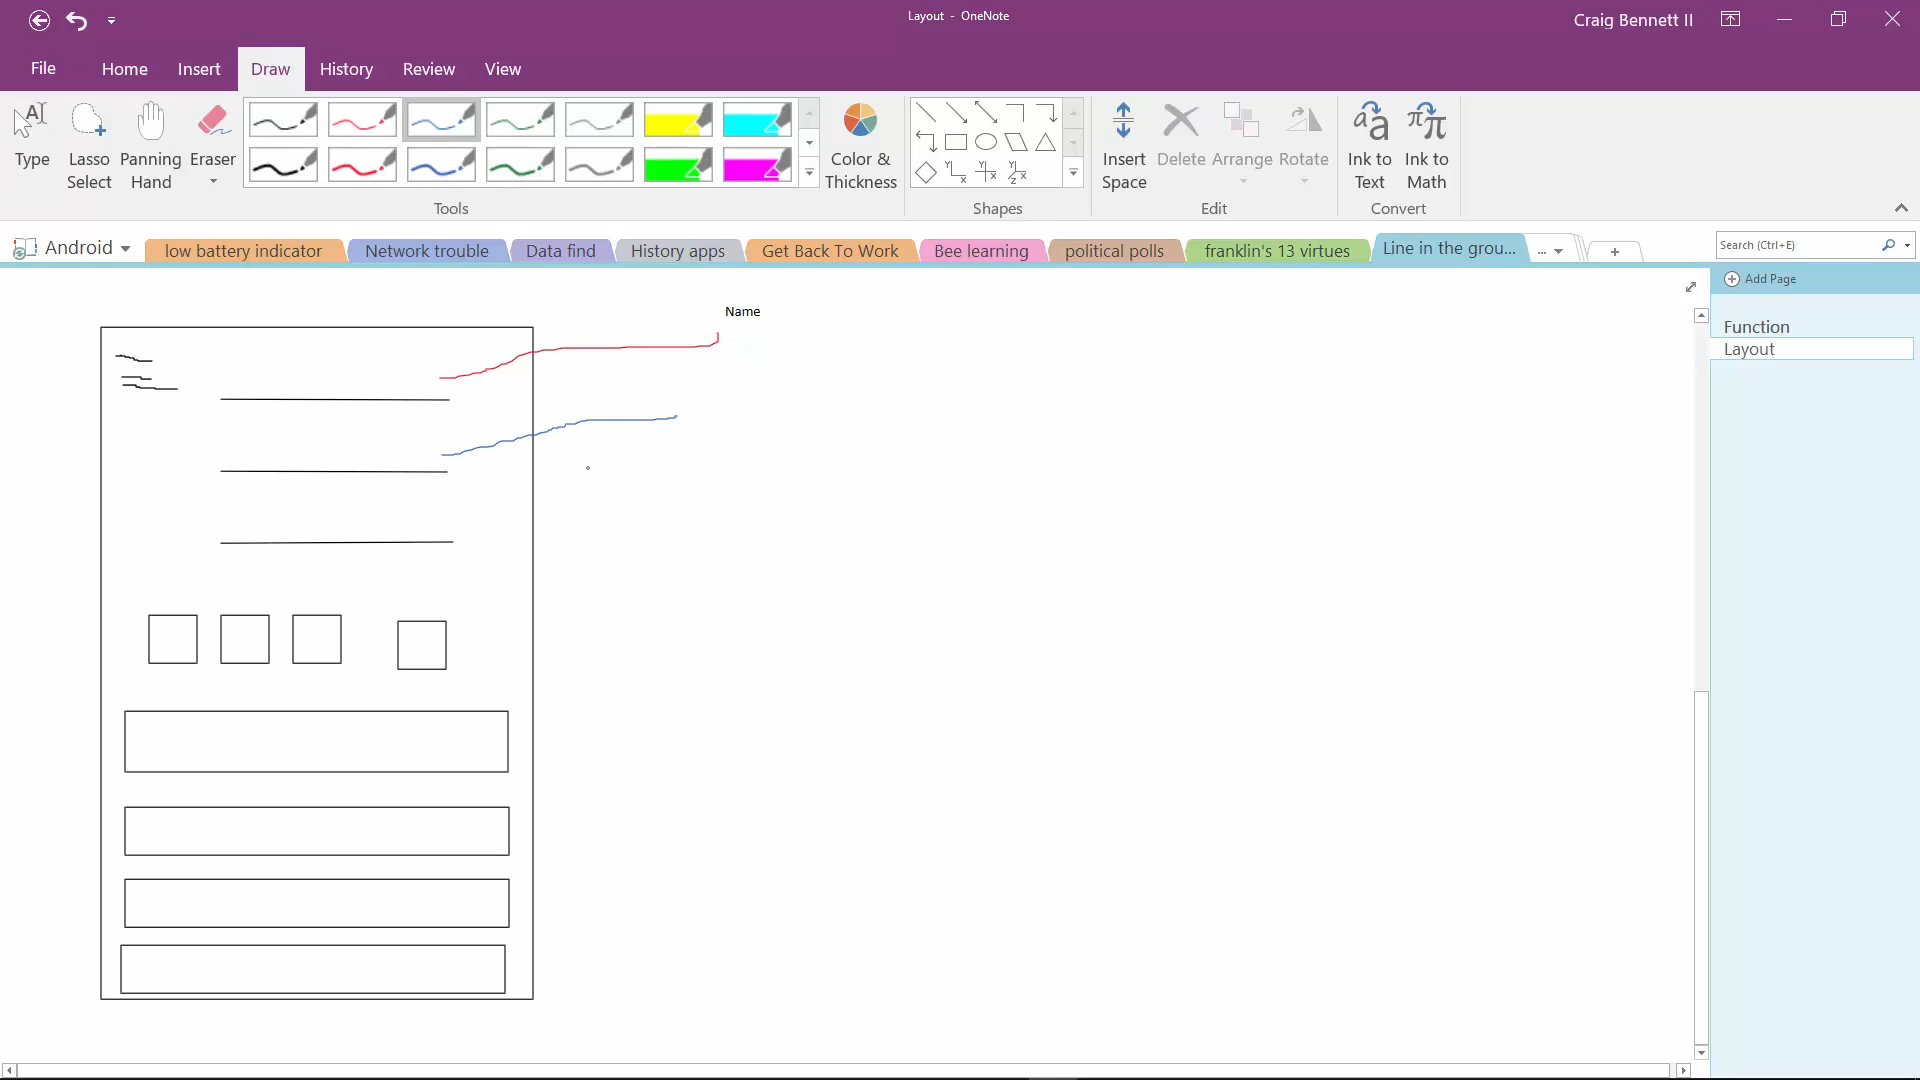 Layout - OneNote
Craig Bennett II
File
Home
Insert
Draw
History
Review
View
Type
Lasso Select
Panning Hand
Eraser
Color & Thickness
Insert Space
Delete
Arrange
Rotate
Ink to Text
Ink to Math
Tools
Shapes
Edit
Convert
Android
low battery indicator
Network trouble
Data find
History apps
Get Back To Work
Bee learning
political polls
franklin's 13 virtues
Line in the grou...
...
Search (Ctrl+E)
Add Page
Function
Layout
Name